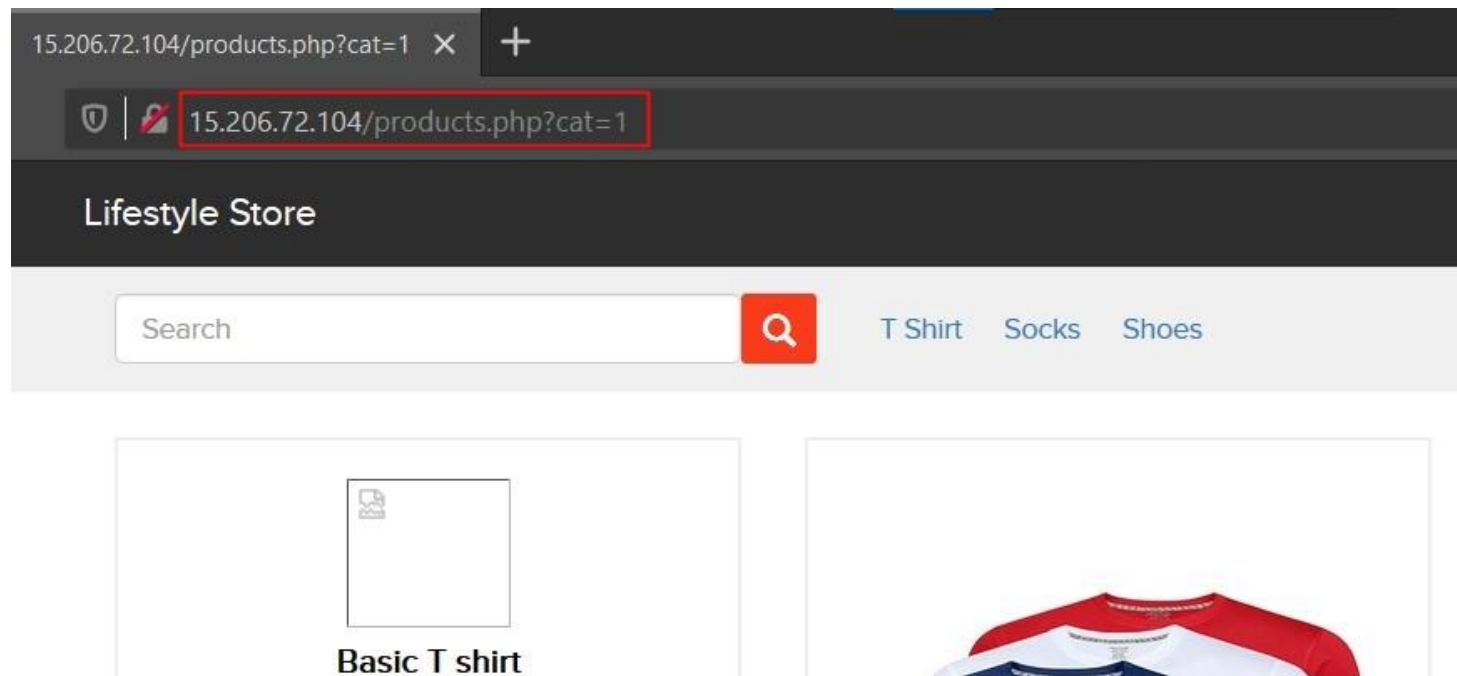 15.206.72.104/products.php?cat=1
15.206.72.104/products.php?cat=1
Lifestyle Store
Search
T Shirt Socks Shoes
Basic T shirt